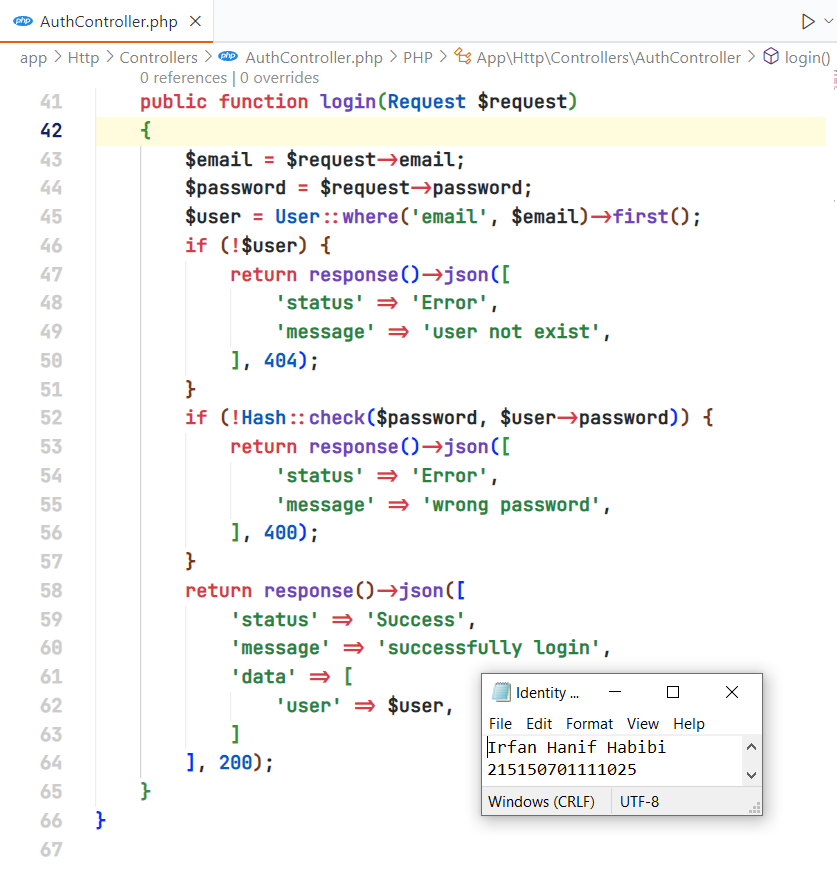 php AuthController.php
app > Http > Controllers > php AuthController.php > PHP > App\Http\Controllers\AuthController > login()
0 references | 0 overrides
41 public function login(Request $request)
42 {
43 $email = $request->email;
44 $password = $request->password;
45 $user = User::where('email', $email)->first();
46 if (!$user) {
47 return response()->json([
48 'status' => 'Error',
49 'message' => 'user not exist',
50 ], 404);
51 }
52 if (!Hash::check($password, $user->password)) {
53 return response()->json([
54 'status' => 'Error',
55 'message' => 'wrong password',
56 ], 400);
57 }
58 return response()->json([
59 'status' => 'Success',
60 'message' => 'successfully login',
61 'data' => [
62 'user' => $user,
63 ]
64 ], 200);
65 }
66 }
67
Identity ...
File Edit Format View Help
Irfan Hanif Habibi
215150701111025
Windows (CRLF) UTF-8